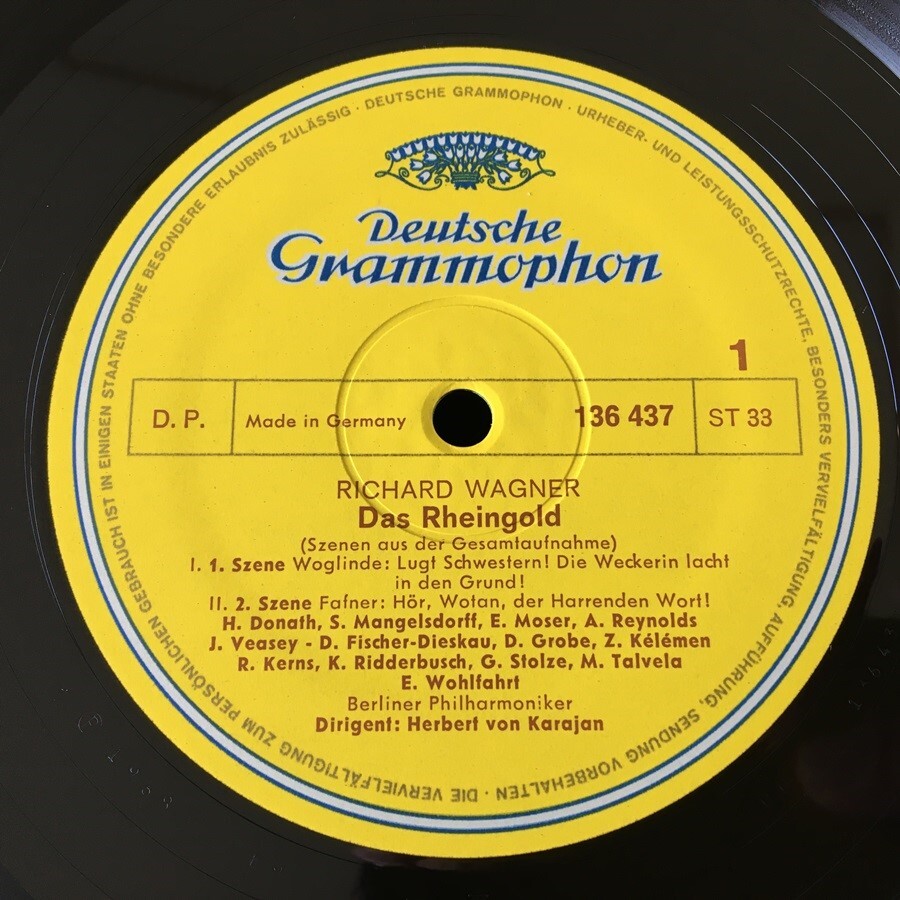 DEUTSCHE GRAMMOPHON · URHEBER- UND LEISTUNGSSCHUTZRECHTE, BESONDERS VERVIELFÄLTIGUNG, AUFFÜHRUNG, SENDUNG VORBEHALTEN · DIE VERVIELFÄLTIGUNG ZUM PERSÖNLICHEN GEBRAUCH IST IN EINIGEN STAATEN OHNE BESONDERE ERLAUBNIS ZULÄSSIG ·
Deutsche
Grammophon
1
D. P. Made in Germany 136 437 ST 33
RICHARD WAGNER
Das Rheingold
(Szenen aus der Gesamtaufnahme)
I. 1. Szene Woglinde: Lugt Schwestern! Die Weckerin lacht
in den Grund!
II. 2. Szene Fafner: Hör, Wotan, der Harrenden Wort!
H. Donath, S. Mangelsdorff, E. Moser, A. Reynolds
J. Veasey - D. Fischer-Dieskau, D. Grobe, Z. Kélémen
R. Kerns, K. Ridderbusch, G. Stolze, M. Talvela
E. Wohlfahrt
Berliner Philharmoniker
Dirigent: Herbert von Karajan